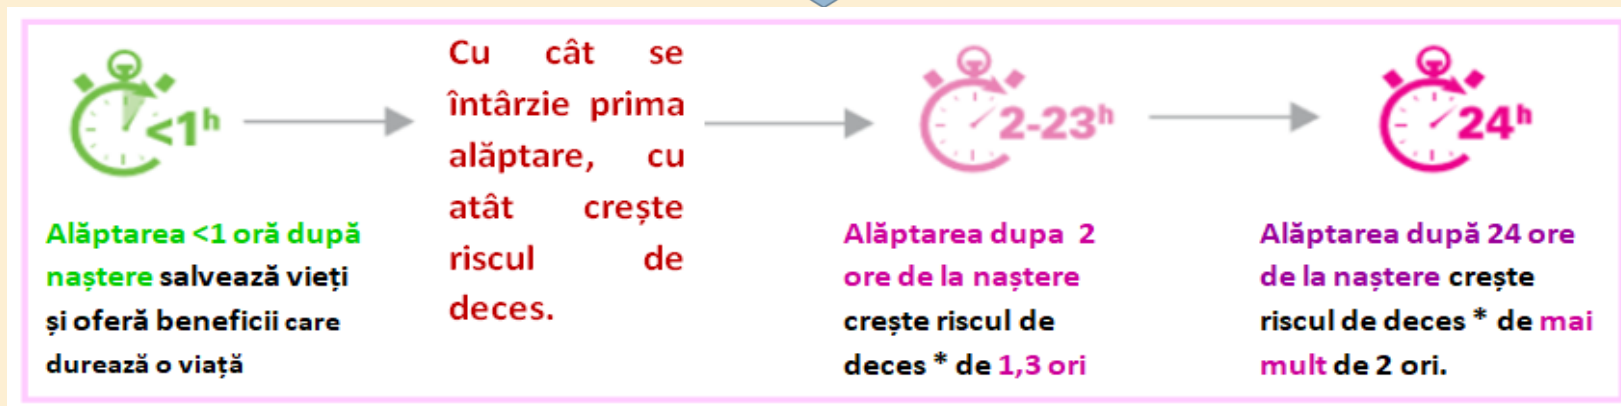 <1h
Cu cât se
întârzie prima
alăptare, cu
atât crește
riscul de
deces.
2-23h
24h
Alăptarea <1 oră după
naștere salvează vieți
și oferă beneficii care
durează o viață
Alăptarea dupa 2
ore de la naștere
crește riscul de
deces * de 1,3 ori
Alăptarea după 24 ore
de la naștere crește
riscul de deces * de mai
mult de 2 ori.